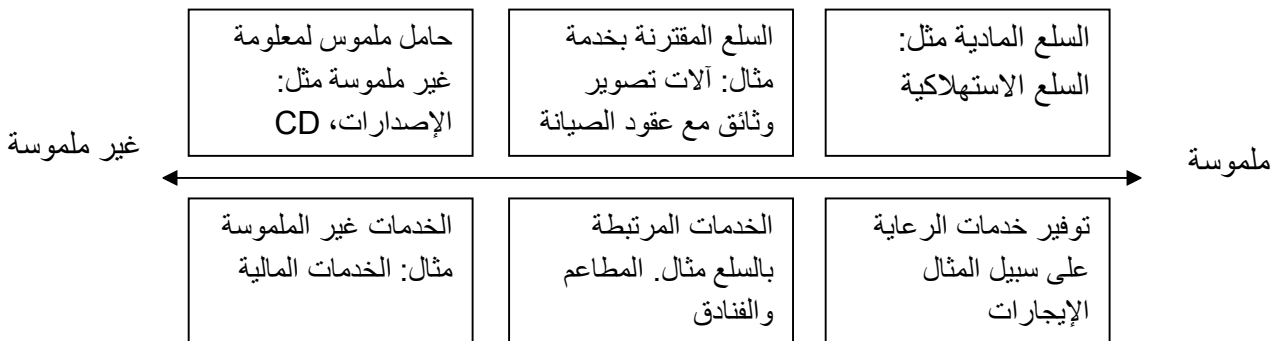 السلع المادية مثل:
السلع الاستهلاكية
السلع المقترنة بخدمة
مثال: آلات تصوير
وثائق مع عقود الصيانة
حامل ملموس لمعلومة
غير ملموسة مثل:
الإصدارات، CD
ملموسة
غير ملموسة
توفير خدمات الرعاية
على سبيل المثال
الإيجارات
الخدمات المرتبطة
بالسلع مثال. المطاعم
والفنادق
الخدمات غير الملموسة
مثال: الخدمات المالية